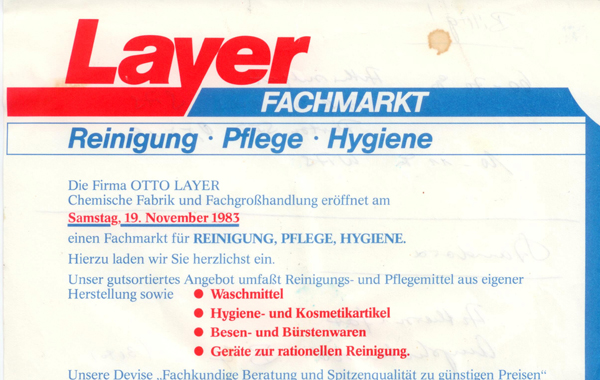 Layer
FACHMARKT
Reinigung · Pflege · Hygiene
Die Firma OTTO LAYER
Chemische Fabrik und Fachgroßhandlung eröffnet am
Samstag, 19. November 1983
einen Fachmarkt für REINIGUNG, PFLEGE, HYGIENE.
Hierzu laden wir Sie herzlichst ein.
Unser gutsortiertes Angebot umfaßt Reinigungs- und Pflegemittel aus eigener
Herstellung sowie ● Waschmittel
● Hygiene- und Kosmetikartikel
● Besen- und Bürstenwaren
● Geräte zur rationellen Reinigung.
Unsere Devise „Fachkundige Beratung und Spitzenqualität zu günstigen Preisen“